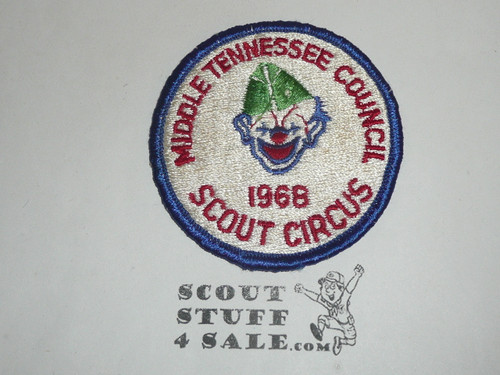 MIDDLE TENNESSEE COUNCIL
1968
SCOUT CIRCUS
SCOUT
STUFF
4 SALE.COM